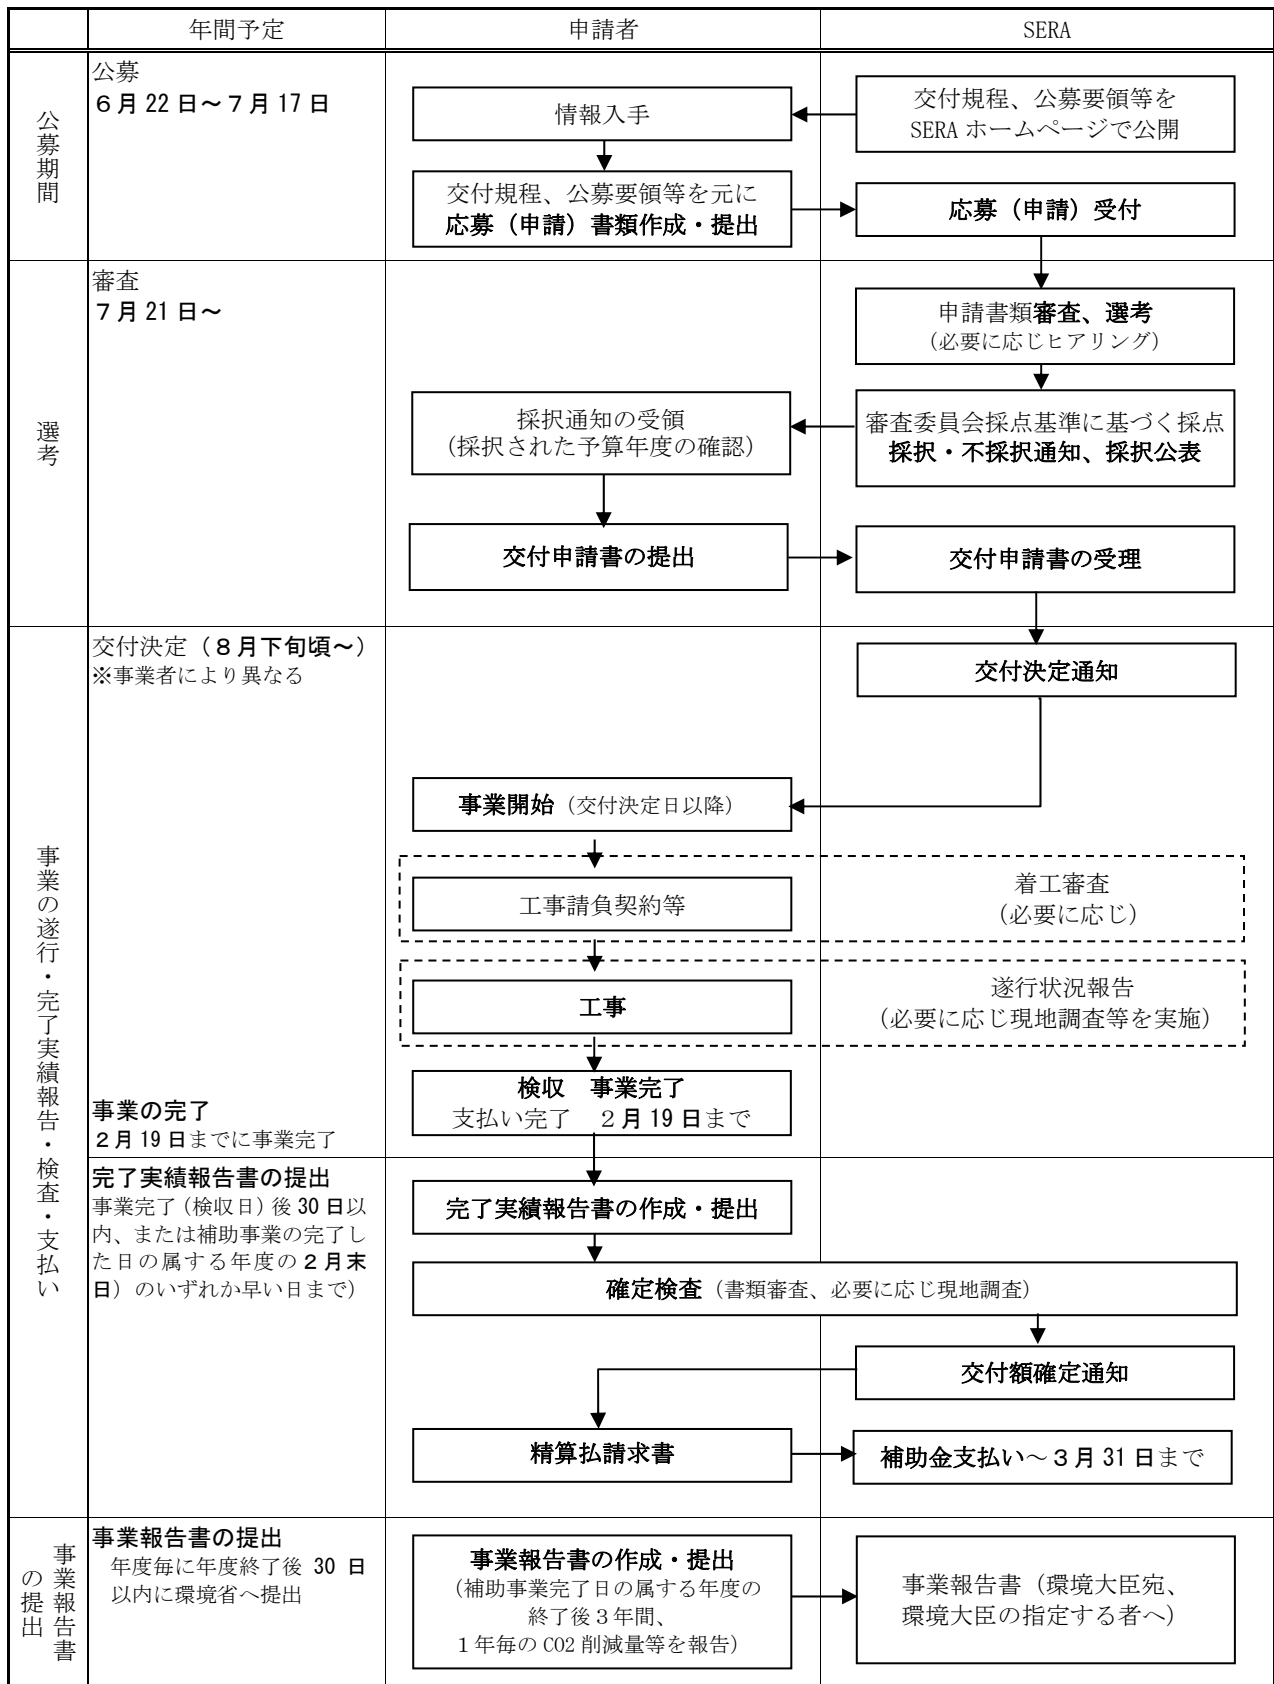 年間予定
申請者
SERA
公募期間
公募
６月 22 日～７月 17 日
情報入手
交付規程、公募要領等を
SERA ホームページで公開
交付規程、公募要領等を元に
応募（申請）書類作成・提出
応募（申請）受付
選考
審査
７月 21 日～
申請書類審査、選考
（必要に応じヒアリング）
採択通知の受領
（採択された予算年度の確認）
審査委員会採点基準に基づく採点
採択・不採択通知、採択公表
交付申請書の提出
交付申請書の受理
事業の遂行・完了実績報告・検査・支払い
交付決定（８月下旬頃～）
※事業者により異なる
交付決定通知
事業開始（交付決定日以降）
工事請負契約等
着工審査
（必要に応じ）
工事
遂行状況報告
（必要に応じ現地調査等を実施）
検収　事業完了
支払い完了　２月 19 日まで
事業の完了
２月 19 日までに事業完了
完了実績報告書の提出
事業完了（検収日）後 30 日以
内、または補助事業の完了し
た日の属する年度の２月末
日）のいずれか早い日まで）
完了実績報告書の作成・提出
確定検査（書類審査、必要に応じ現地調査）
交付額確定通知
精算払請求書
補助金支払い～３月 31 日まで
事業報告書
の提出
事業報告書の提出
年度毎に年度終了後 30 日
以内に環境省へ提出
事業報告書の作成・提出
（補助事業完了日の属する年度の
終了後３年間、
１年毎の CO2 削減量等を報告）
事業報告書（環境大臣宛、
環境大臣の指定する者へ）